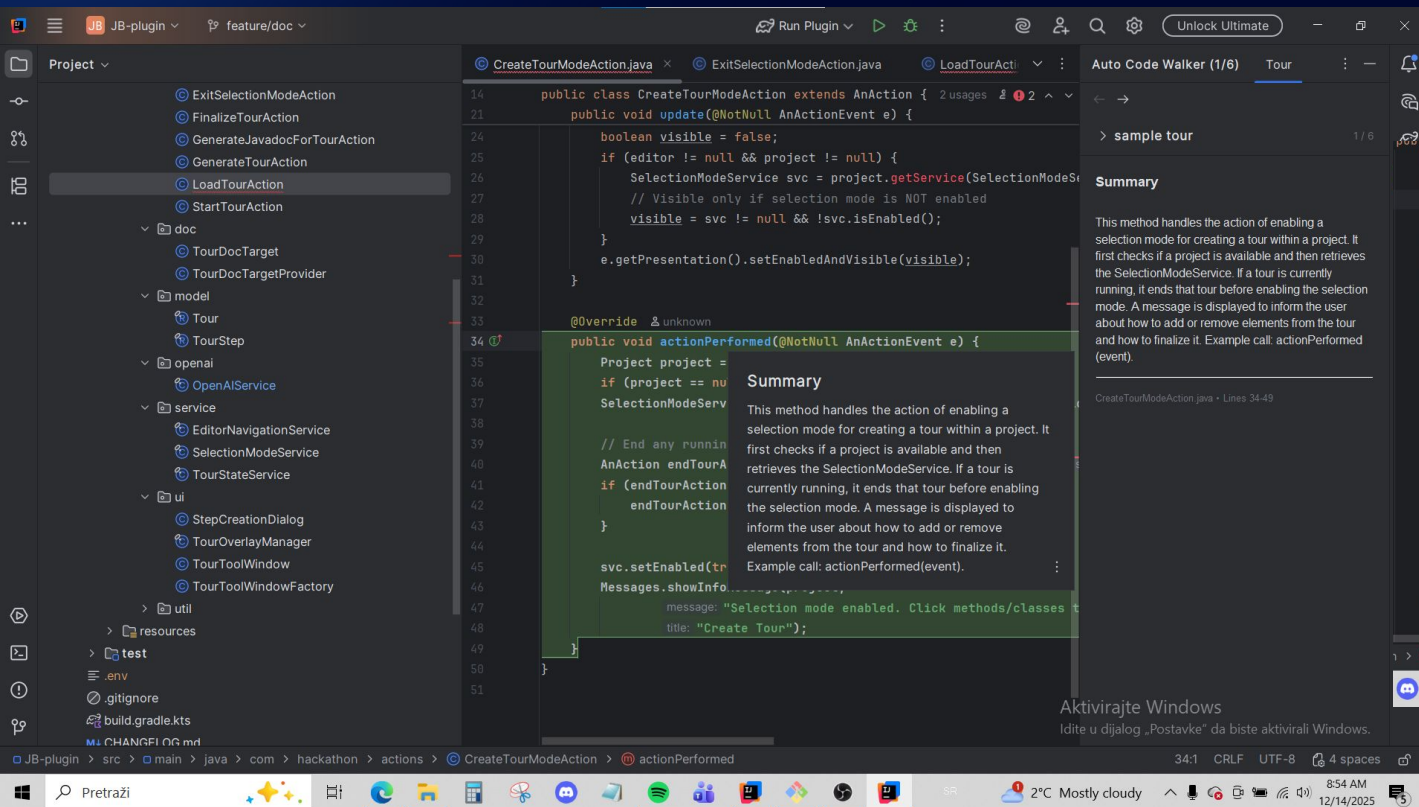 JB JB-plugin feature/doc Run Plugin Unlock Ultimate
Project
ExitSelectionModeAction
FinalizeTourAction
GenerateJavadocForTourAction
GenerateTourAction
LoadTourAction
StartTourAction
doc
TourDocTarget
TourDocTargetProvider
model
Tour
TourStep
openai
OpenAIService
service
EditorNavigationService
SelectionModeService
TourStateService
ui
StepCreationDialog
TourOverlayManager
TourToolWindow
TourToolWindowFactory
util
resources
test
.env
.gitignore
build.gradle.kts
CHANGELOG.md
CreateTourModeAction.java ExitSelectionModeAction.java LoadTourActi
14 public class CreateTourModeAction extends AnAction { 2 usages 2
21 public void update(@NotNull AnActionEvent e) {
24 boolean visible = false;
25 if (editor != null && project != null) {
26 SelectionModeService svc = project.getService(SelectionModeSe
27 // Visible only if selection mode is NOT enabled
28 visible = svc != null && !svc.isEnabled();
29 }
30 e.getPresentation().setEnabledAndVisible(visible);
31 }
32
33 @Override unknown
34 public void actionPerformed(@NotNull AnActionEvent e) {
35 Project project =
36 if (project == nu
37 SelectionModeServ
38
39 // End any runnin
40 AnAction endTourA
41 if (endTourAction
42 endTourAction
43 }
44
45 svc.setEnabled(tr
46 Messages.showInfo
47 message: "Selection mode enabled. Click methods/classes t
48 title: "Create Tour");
49 }
50 }
51
Summary
This method handles the action of enabling a
selection mode for creating a tour within a project. It
first checks if a project is available and then
retrieves the SelectionModeService. If a tour is
currently running, it ends that tour before enabling
the selection mode. A message is displayed to
inform the user about how to add or remove
elements from the tour and how to finalize it.
Example call: actionPerformed(event).
Auto Code Walker (1/6) Tour
sample tour 1 / 6
Summary
This method handles the action of enabling a
selection mode for creating a tour within a project. It
first checks if a project is available and then retrieves
the SelectionModeService. If a tour is currently
running, it ends that tour before enabling the selection
mode. A message is displayed to inform the user
about how to add or remove elements from the tour
and how to finalize it. Example call: actionPerformed
(event).
CreateTourModeAction.java • Lines 34-49
Aktivirajte Windows
Idite u dijalog „Postavke“ da biste aktivirali Windows.
JB-plugin > src > main > java > com > hackathon > actions > CreateTourModeAction > actionPerformed 34:1 CRLF UTF-8 4 spaces
Pretraži SR 2°C Mostly cloudy 8:54 AM
12/14/2025 5